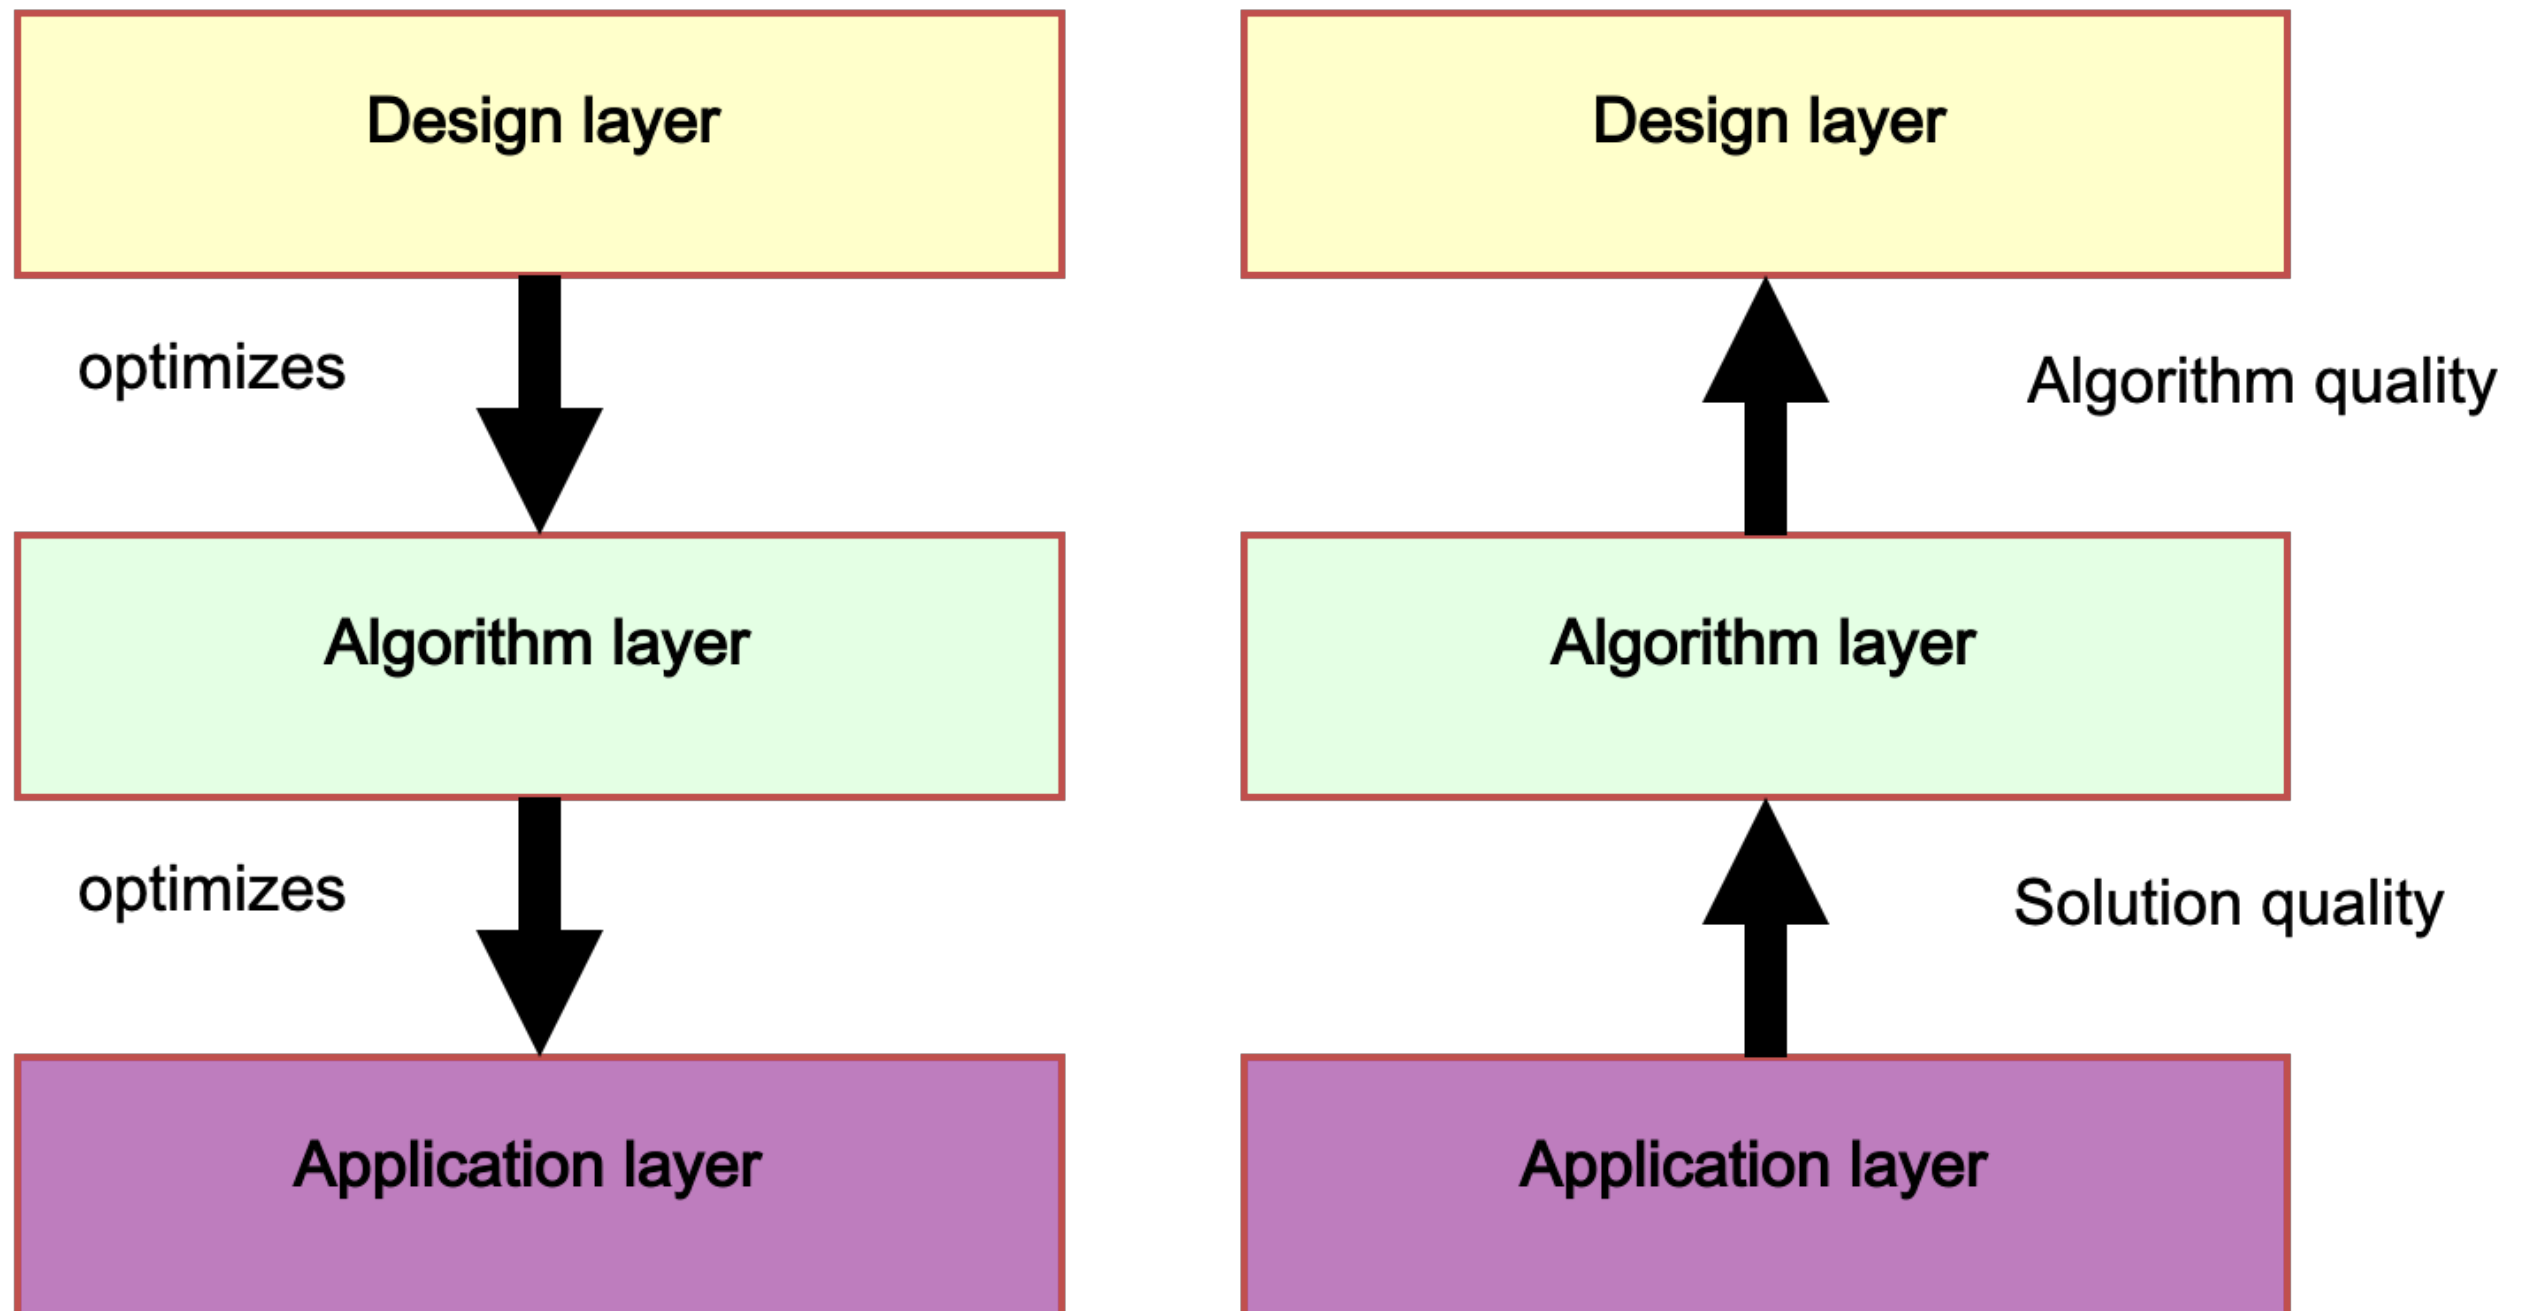 Design layer
optimizes
Algorithm layer
optimizes
Application layer
Design layer
Algorithm quality
Algorithm layer
Solution quality
Application layer